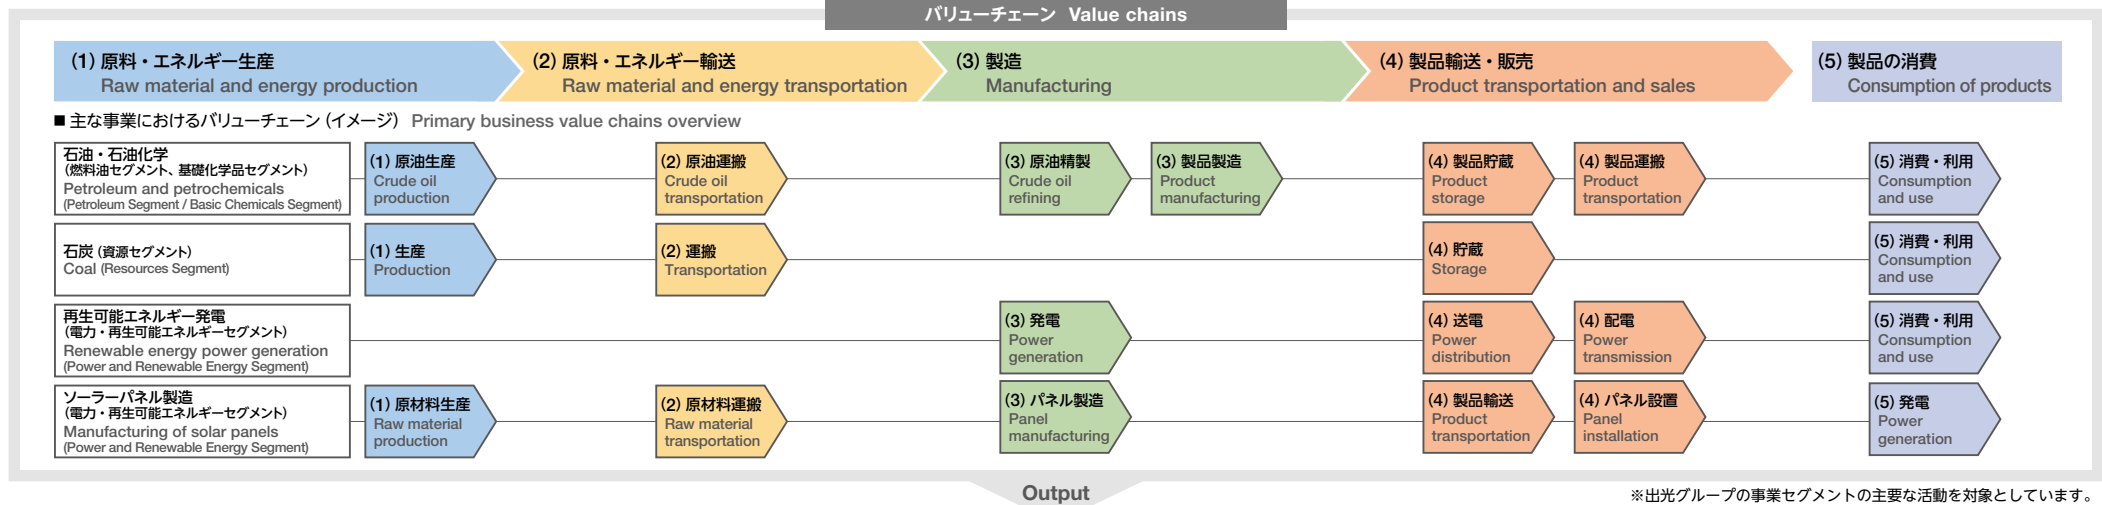 バリューチェーン Value chains
(1) 原料・エネルギー生産
Raw material and energy production
(2) 原料・エネルギー輸送
Raw material and energy transportation
(3) 製造
Manufacturing
(4) 製品輸送・販売
Product transportation and sales
(5) 製品の消費
Consumption of products
■ 主な事業におけるバリューチェーン(イメージ) Primary business value chains overview
石油・石油化学
(燃料油セグメント、基礎化学品セグメント)
Petroleum and petrochemicals
(Petroleum Segment / Basic Chemicals Segment)
(1) 原油生産
Crude oil
production
(2) 原油運搬
Crude oil
transportation
(3) 原油精製
Crude oil
refining
(3) 製品製造
Product
manufacturing
(4) 製品貯蔵
Product
storage
(4) 製品運搬
Product
transportation
(5) 消費・利用
Consumption
and use
石炭 (資源セグメント)
Coal (Resources Segment)
(1) 生産
Production
(2) 運搬
Transportation
(4) 貯蔵
Storage
(5) 消費・利用
Consumption
and use
再生可能エネルギー発電
(電力・再生可能エネルギーセグメント)
Renewable energy power generation
(Power and Renewable Energy Segment)
(3) 発電
Power
generation
(4) 送電
Power
distribution
(4) 配電
Power
transmission
(5) 消費・利用
Consumption
and use
ソーラーパネル製造
(電力・再生可能エネルギーセグメント)
Manufacturing of solar panels
(Power and Renewable Energy Segment)
(1) 原材料生産
Raw material
production
(2) 原材料運搬
Raw material
transportation
(3) パネル製造
Panel
manufacturing
(4) 製品輸送
Product
transportation
(4) パネル設置
Panel
installation
(5) 発電
Power
generation
Output
※出光グループの事業セグメントの主要な活動を対象としています。